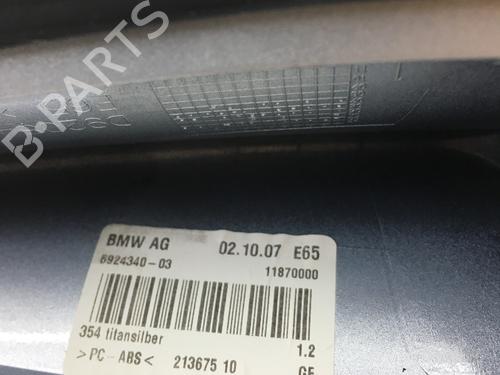 B-PARTS
BMW AG 02.10.07 E65
6924340-03 11870000
354 titansilber 1.2
>PC-ABS< 213675 10